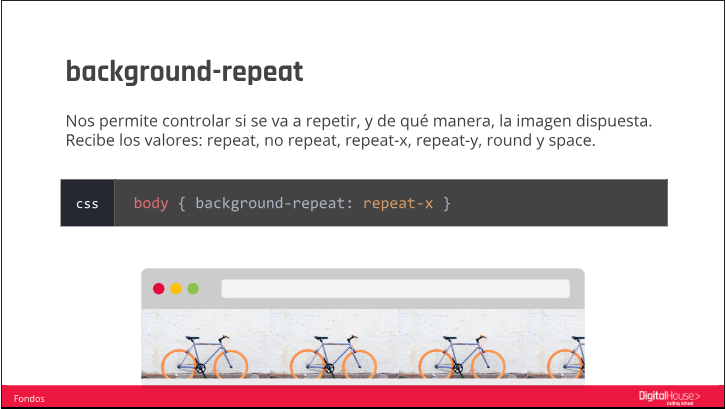 background-repeat
Nos permite controlar si se va a repetir, y de qué manera, la imagen dispuesta.
Recibe los valores: repeat, no repeat, repeat-x, repeat-y, round y space.
css
body { background-repeat: repeat-x }
Fondos
DigitalHouse>
Coding School